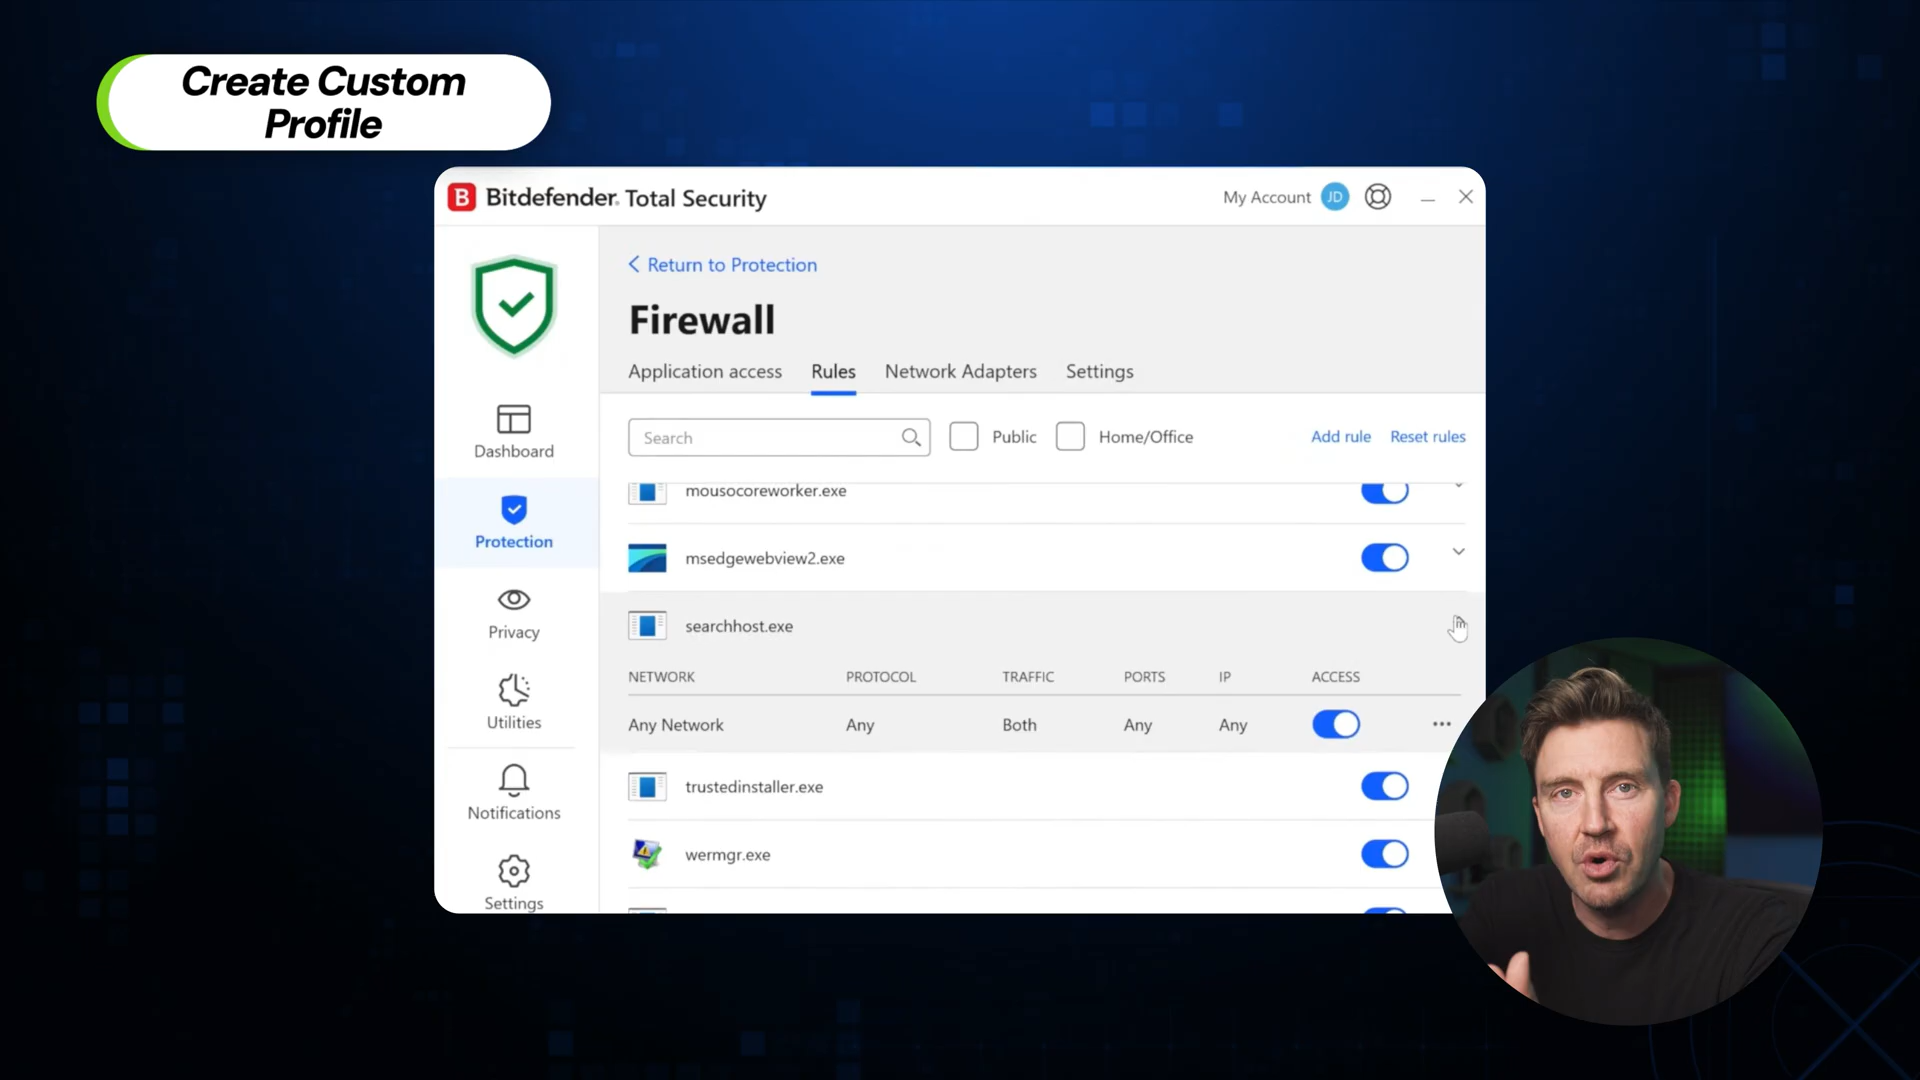 Create Custom
Profile
B Bitdefender Total Security
My Account JD
Return to Protection
Firewall
Application access Rules Network Adapters Settings
Search Public Home/Office Add rule Reset rules
Dashboard
Protection
Privacy
Utilities
Notifications
Settings
mousocoreworker.exe
msedgewebview2.exe
searchhost.exe
NETWORK PROTOCOL TRAFFIC PORTS IP ACCESS
Any Network Any Both Any Any
trustedinstaller.exe
wermgr.exe